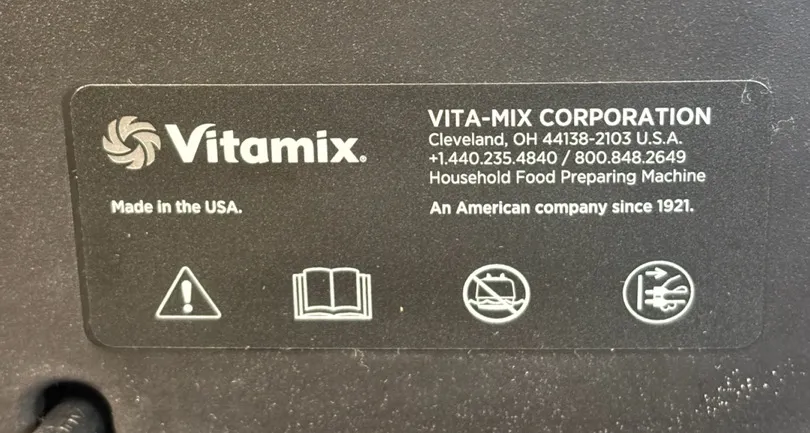 Vitamix.
VITA-MIX CORPORATION
Cleveland, OH 44138-2103 U.S.A.
+1.440.235.4840 / 800.848.2649
Household Food Preparing Machine
Made in the USA.
An American company since 1921.